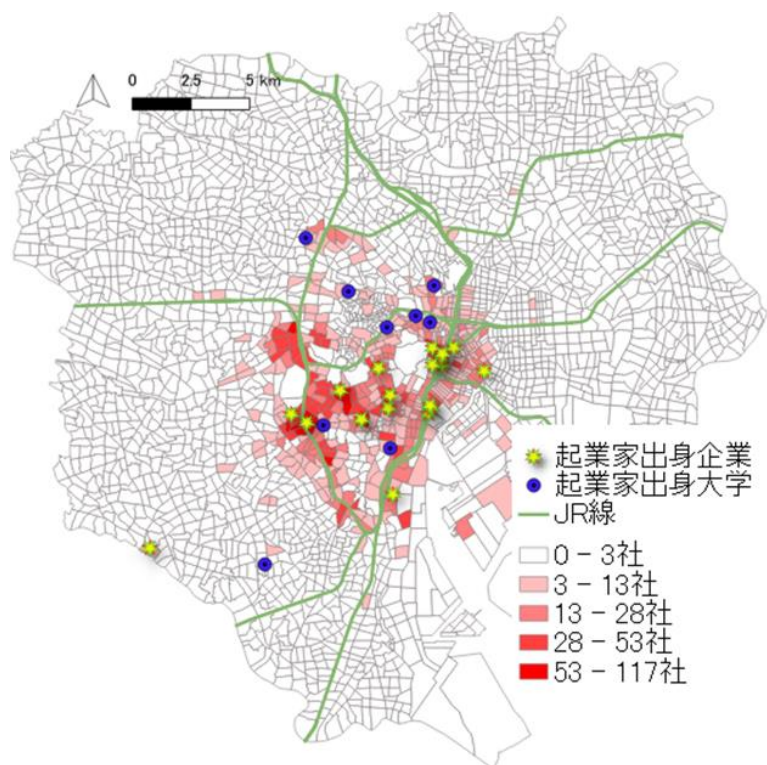 0 2.5 5 km
起業家出身企業
起業家出身大学
JR線
0 – 3社
3 – 13社
13 – 28社
28 – 53社
53 – 117社